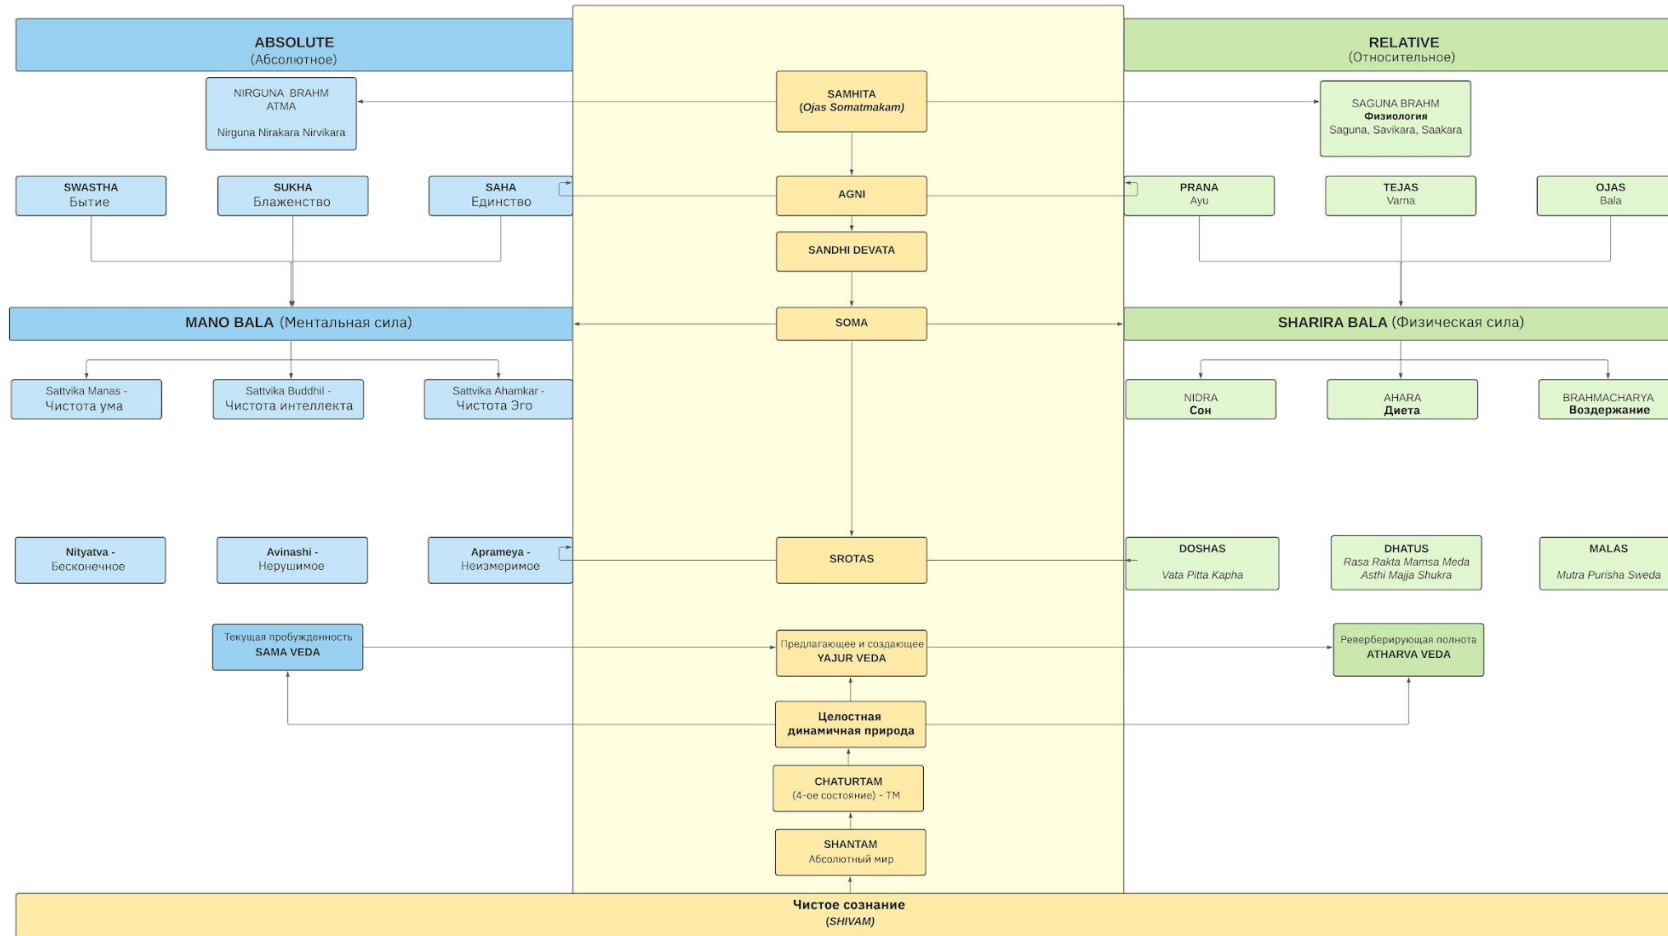 ABSOLUTE
(Абсолютное)
RELATIVE
(Относительное)
NIRGUNA BRAHM
ATMA
Nirguna Nirakara Nirvikara
SAMHITA
(Ojas Somatmakam)
SAGUNA BRAHM
Физиология
Saguna, Savikara, Saakara
SWASTHA
Бытие
SUKHA
Блаженство
SAHA
Единство
AGNI
PRANA
Ayu
TEJAS
Varna
OJAS
Bala
SANDHI DEVATA
MANO BALA (Ментальная сила)
SOMA
SHARIRA BALA (Физическая сила)
Sattvika Manas -
Чистота ума
Sattvika Buddhil -
Чистота интеллекта
Sattvika Ahamkar -
Чистота Эго
NIDRA
Сон
AHARA
Диета
BRAHMACHARYA
Воздержание
Nityatva -
Бесконечное
Avinashi -
Нерушимое
Aprameya -
Неизмеримое
SROTAS
DOSHAS
Vata Pitta Kapha
DHATUS
Rasa Rakta Mamsa Meda
Asthi Majja Shukra
MALAS
Mutra Purisha Sweda
Текущая пробужденность
SAMA VEDA
Предлагающее и создающее
YAJUR VEDA
Реверберирующая полнота
ATHARVA VEDA
Целостная
динамичная природа
CHATURTAM
(4-ое состояние) - ТМ
SHANTAM
Абсолютный мир
Чистое сознание
(SHIVAM)